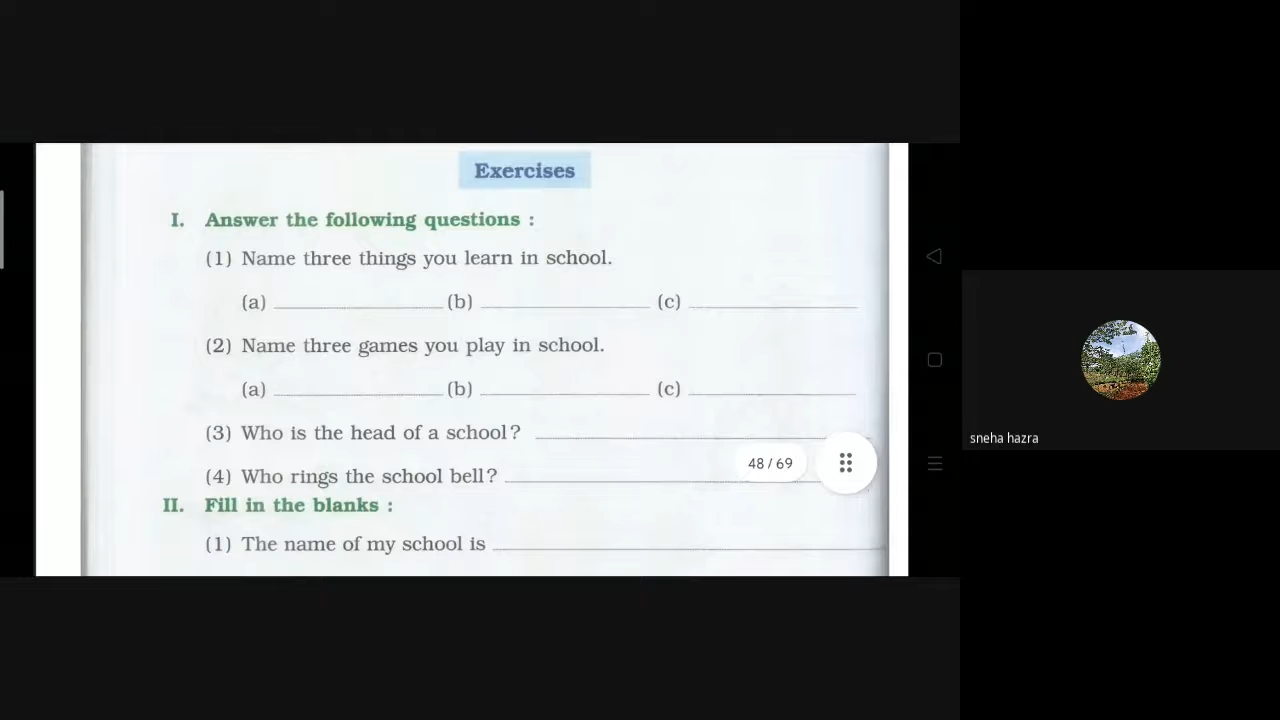 Exercises
I. Answer the following questions :
(1) Name three things you learn in school.
(a) (b) (c)
(2) Name three games you play in school.
(a) (b) (c)
(3) Who is the head of a school?
(4) Who rings the school bell?
48 / 69
II. Fill in the blanks :
(1) The name of my school is
sneha hazra